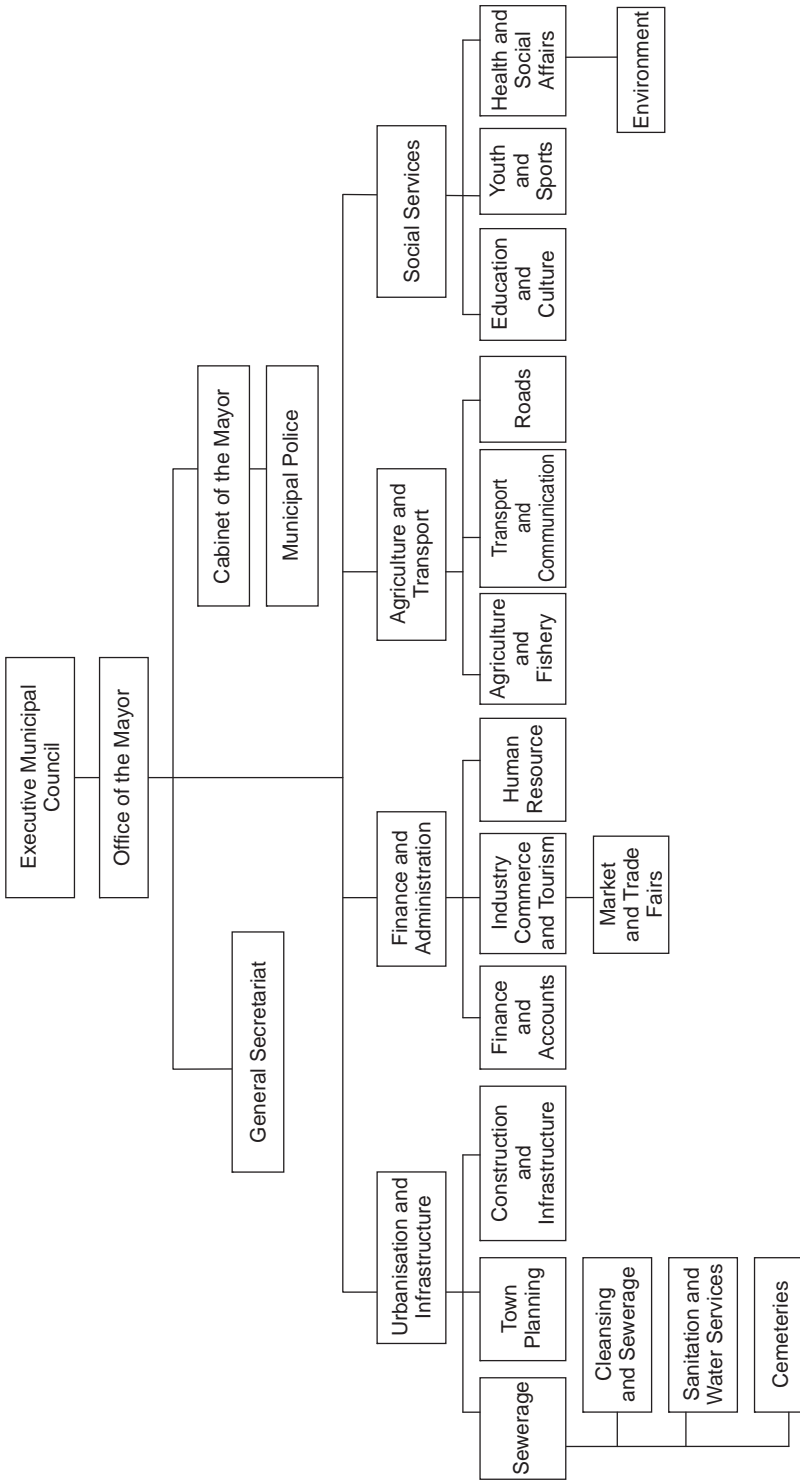 Executive Municipal
Council
Office of the Mayor
General Secretariat
Cabinet of the Mayor
Municipal Police
Urbanisation and
Infrastructure
Finance and
Administration
Agriculture and
Transport
Social Services
Sewerage
Town
Planning
Construction
and
Infrastructure
Finance
and
Accounts
Industry
Commerce
and Tourism
Human
Resource
Agriculture
and
Fishery
Transport
and
Communication
Roads
Education
and
Culture
Youth
and
Sports
Health and
Social
Affairs
Cleansing
and Sewerage
Sanitation and
Water Services
Cemeteries
Market
and Trade
Fairs
Environment